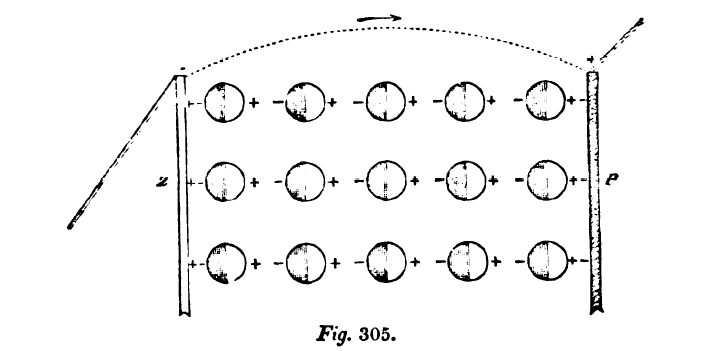 - +
+ - + - + - + - + - + -
Z + - + - + - + - + - + - P
+ - + - + - + - + - + -
Fig. 305.